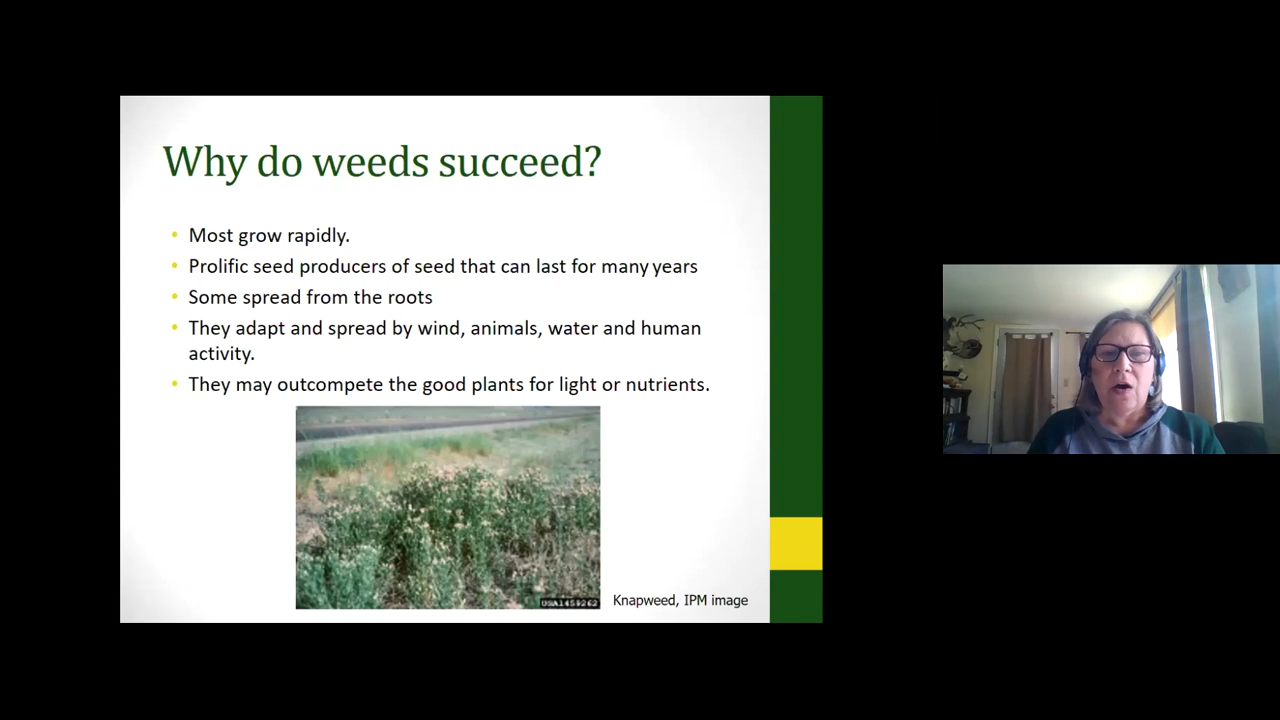 Why do weeds succeed?
• Most grow rapidly.
• Prolific seed producers of seed that can last for many years
• Some spread from the roots
• They adapt and spread by wind, animals, water and human
activity.
• They may outcompete the good plants for light or nutrients.
USA1459262
Knapweed, IPM image